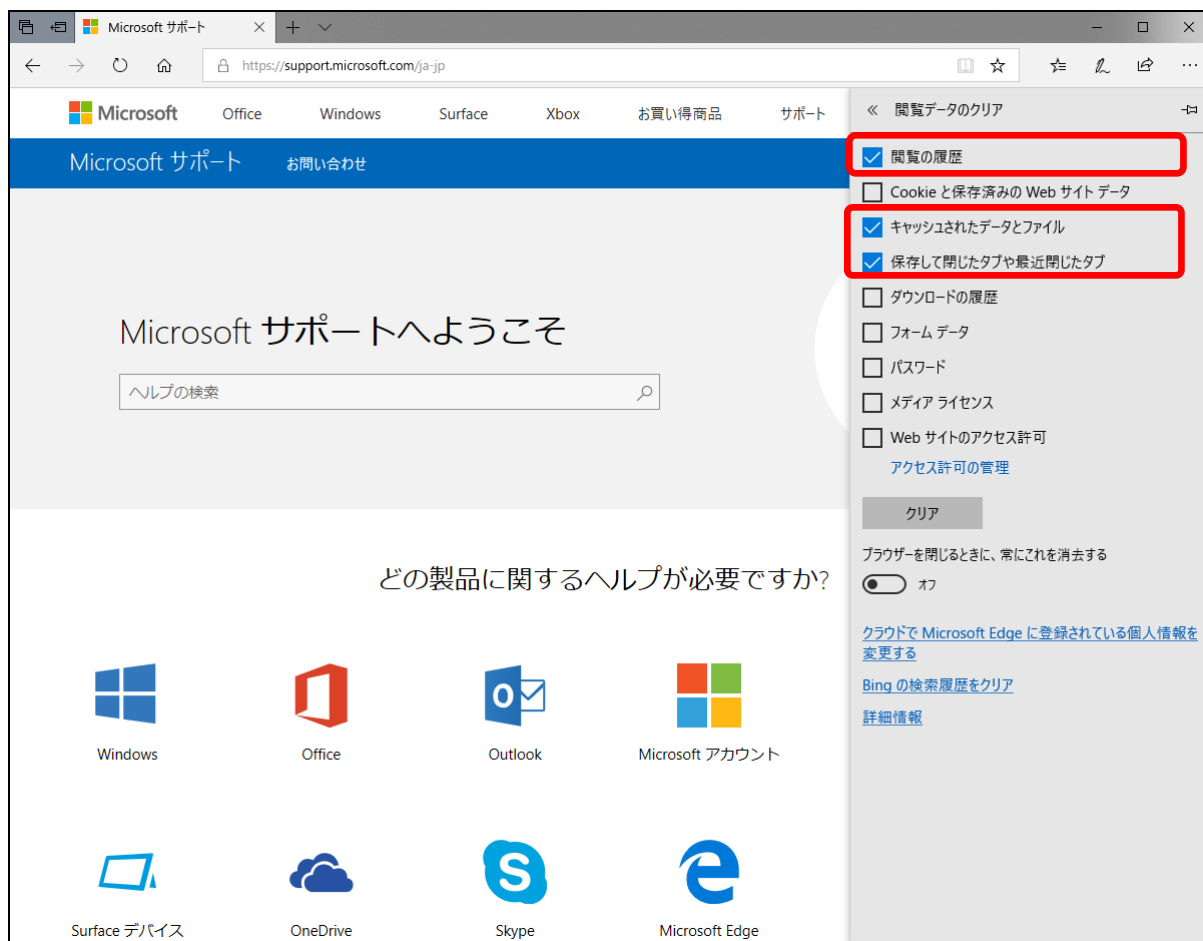 Microsoft サポート
https://support.microsoft.com/ja-jp
Microsoft Office Windows Surface Xbox お買い得商品 サポート
Microsoft サポート お問い合わせ
Microsoft サポートへようこそ
ヘルプの検索
どの製品に関するヘルプが必要ですか?
Windows Office Outlook Microsoft アカウント
Surface デバイス OneDrive Skype Microsoft Edge
閲覧データのクリア
閲覧の履歴
Cookie と保存済みの Web サイト データ
キャッシュされたデータとファイル
保存して閉じたタブや最近閉じたタブ
ダウンロードの履歴
フォーム データ
パスワード
メディア ライセンス
Web サイトのアクセス許可
アクセス許可の管理
クリア
ブラウザーを閉じるときに、常にこれを消去する
オフ
クラウドで Microsoft Edge に登録されている個人情報を
変更する
Bing の検索履歴をクリア
詳細情報